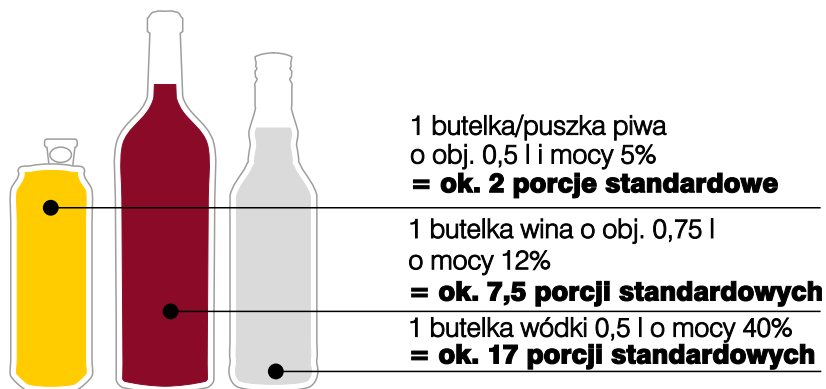 1 butelka/puszka piwa
o obj. 0,5 l i mocy 5%
= ok. 2 porcje standardowe
1 butelka wina o obj. 0,75 l
o mocy 12%
= ok. 7,5 porcji standardowych
1 butelka wódki 0,5 l o mocy 40%
= ok. 17 porcji standardowych